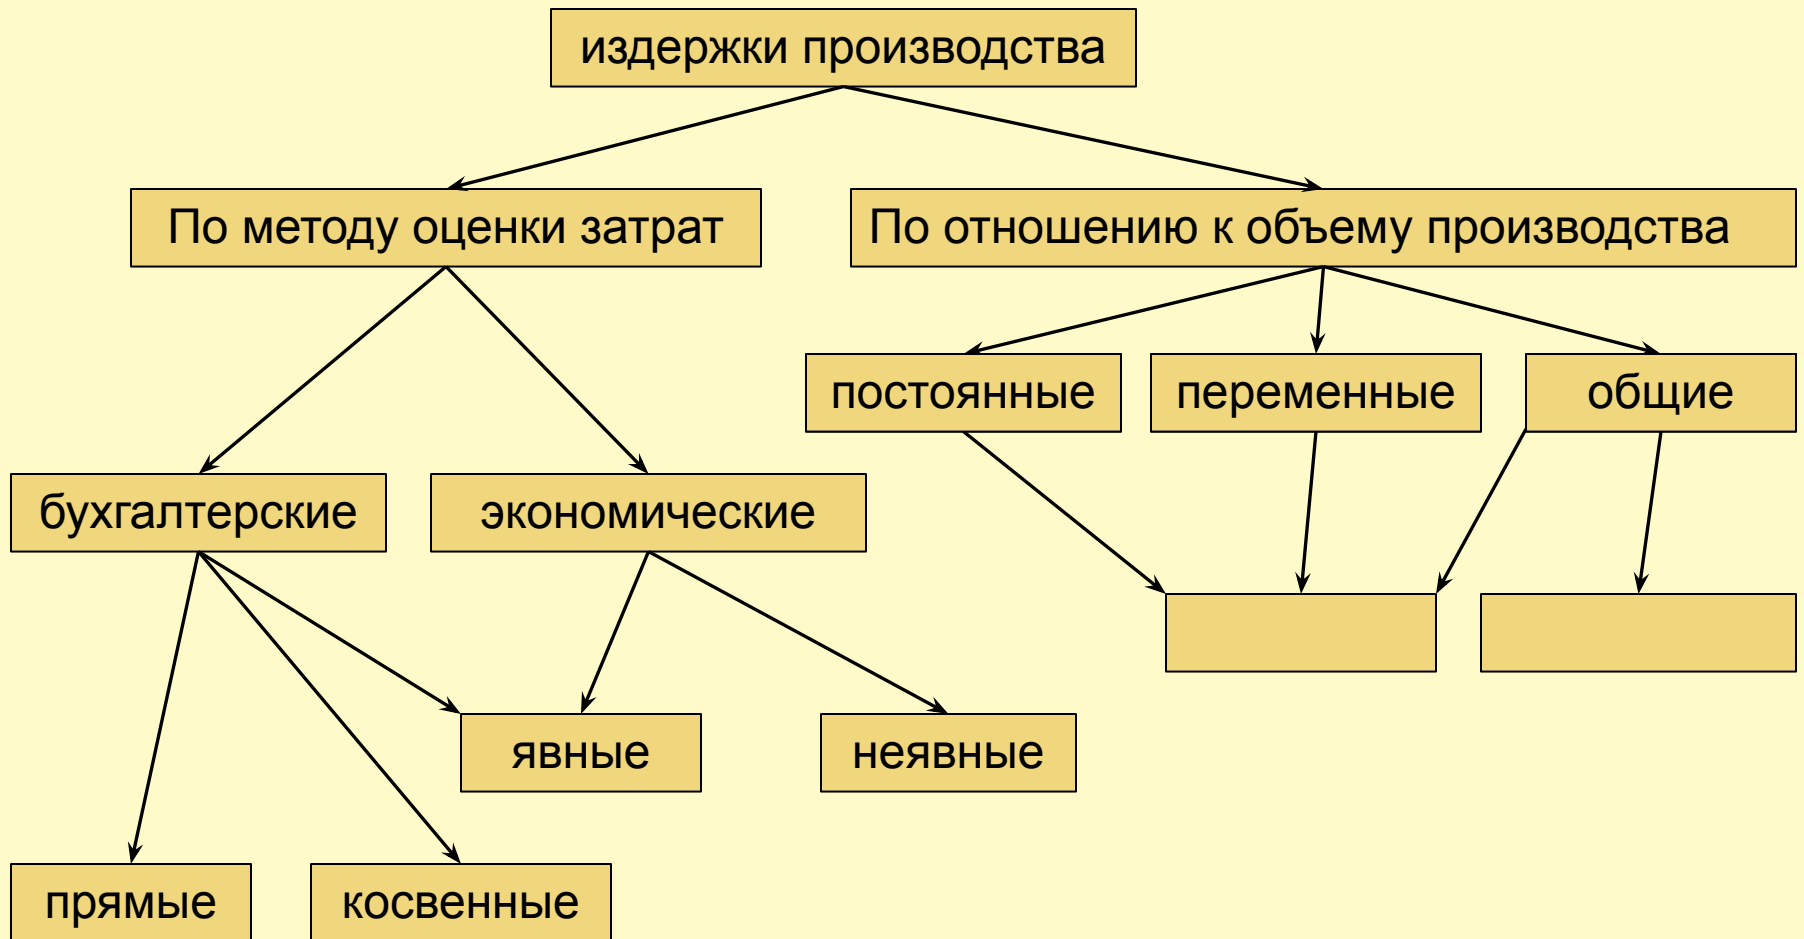 издержки производства
По методу оценки затрат
По отношению к объему производства
постоянные
переменные
общие
бухгалтерские
экономические
явные
неявные
прямые
косвенные